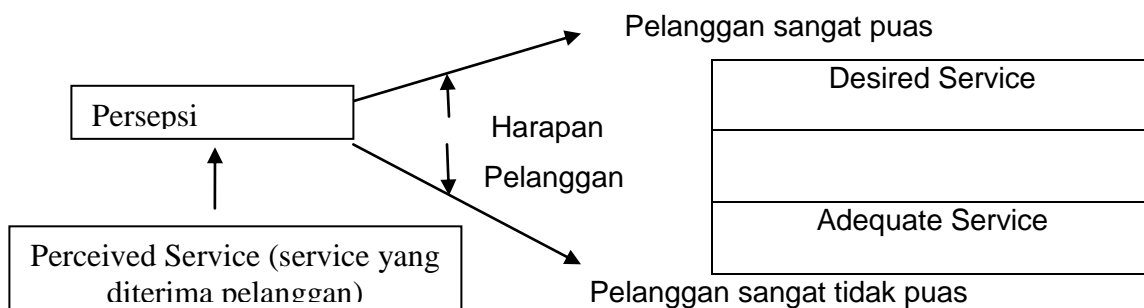 Pelanggan sangat puas
Desired Service
Persepsi
Harapan
Pelanggan
Adequate Service
Perceived Service (service yang
diterima pelanggan)
Pelanggan sangat tidak puas